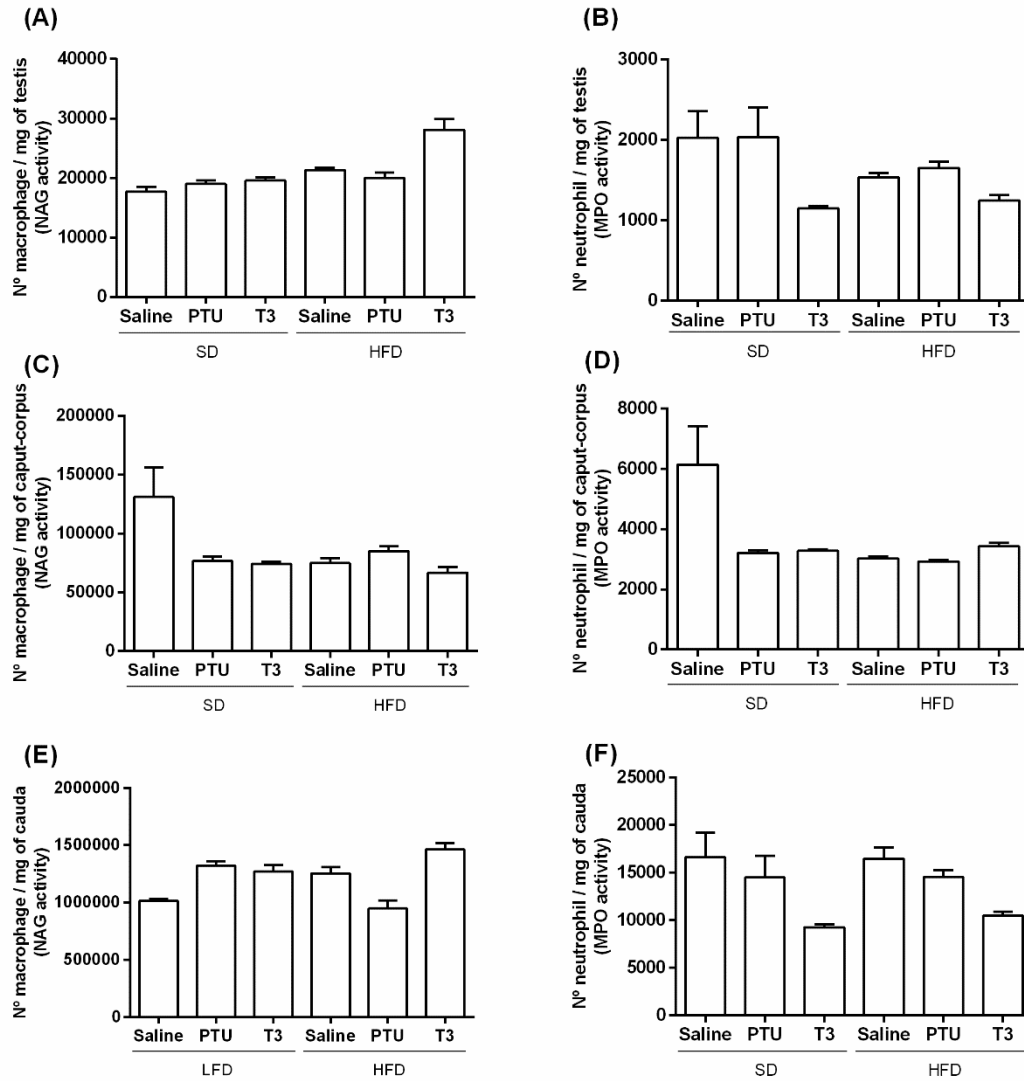 (A)
Nº macrophage / mg of testis
(NAG activity)
40000
30000
20000
10000
0
Saline PTU T3 Saline PTU T3
SD HFD
(B)
Nº neutrophil / mg of testis
(MPO activity)
3000
2000
1000
0
Saline PTU T3 Saline PTU T3
SD HFD
(C)
Nº macrophage / mg of caput-corpus
(NAG activity)
200000
150000
100000
50000
0
Saline PTU T3 Saline PTU T3
SD HFD
(D)
Nº neutrophil / mg of caput-corpus
(MPO activity)
8000
6000
4000
2000
0
Saline PTU T3 Saline PTU T3
SD HFD
(E)
Nº macrophage / mg of cauda
(NAG activity)
2000000
1500000
1000000
500000
0
Saline PTU T3 Saline PTU T3
LFD HFD
(F)
Nº neutrophil / mg of cauda
(MPO activity)
25000
20000
15000
10000
5000
0
Saline PTU T3 Saline PTU T3
SD HFD